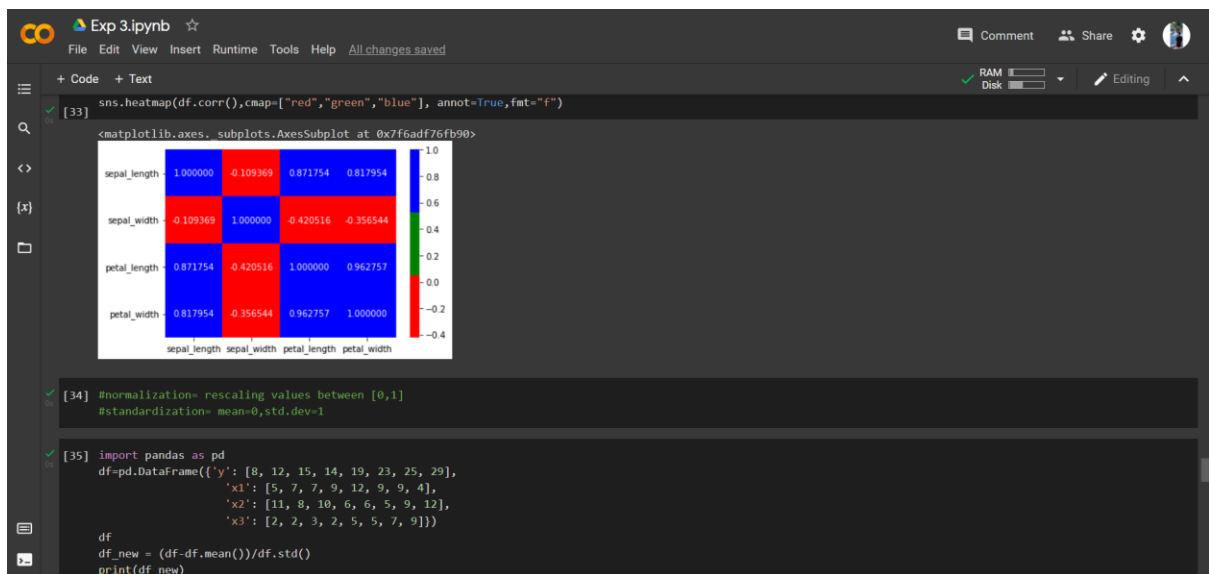 CO
Exp 3.ipynb
File Edit View Insert Runtime Tools Help All changes saved
Comment Share
+ Code + Text
RAM
Disk
Editing
[33]
0s
sns.heatmap(df.corr(),cmap=["red","green","blue"], annot=True,fmt="f")
<matplotlib.axes._subplots.AxesSubplot at 0x7f6adf76fb90>
sepal_length 1.000000 -0.109369 0.871754 0.817954
sepal_width -0.109369 1.000000 -0.420516 -0.356544
petal_length 0.871754 -0.420516 1.000000 0.962757
petal_width 0.817954 -0.356544 0.962757 1.000000
sepal_length sepal_width petal_length petal_width
1.0
0.8
0.6
0.4
0.2
0.0
−0.2
−0.4
{x}
[34] #normalization= rescaling values between [0,1]
0s
#standardization= mean=0,std.dev=1
[35] import pandas as pd
0s
df=pd.DataFrame({'y': [8, 12, 15, 14, 19, 23, 25, 29],
'x1': [5, 7, 7, 9, 12, 9, 9, 4],
'x2': [11, 8, 10, 6, 6, 5, 9, 12],
'x3': [2, 2, 3, 2, 5, 5, 7, 9]})
df
df_new = (df-df.mean())/df.std()
print(df_new)